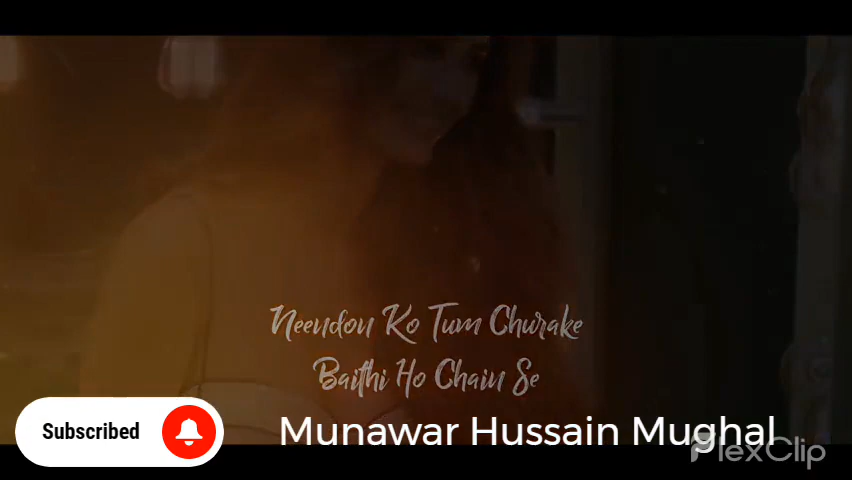 Neendon Ko Tum Churake
Baithi Ho Chain Se
Subscribed
Munawar Hussain Mughal
FlexClip